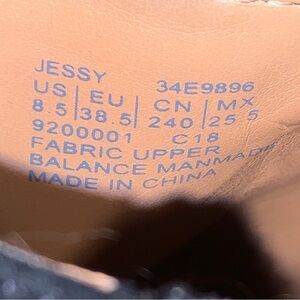 JESSY 34E9896
US | EU | CN | MX
8.5 | 38.5 | 240 | 25 5
9200001 C18
FABRIC UPPER
BALANCE MANMADE
MADE IN CHINA